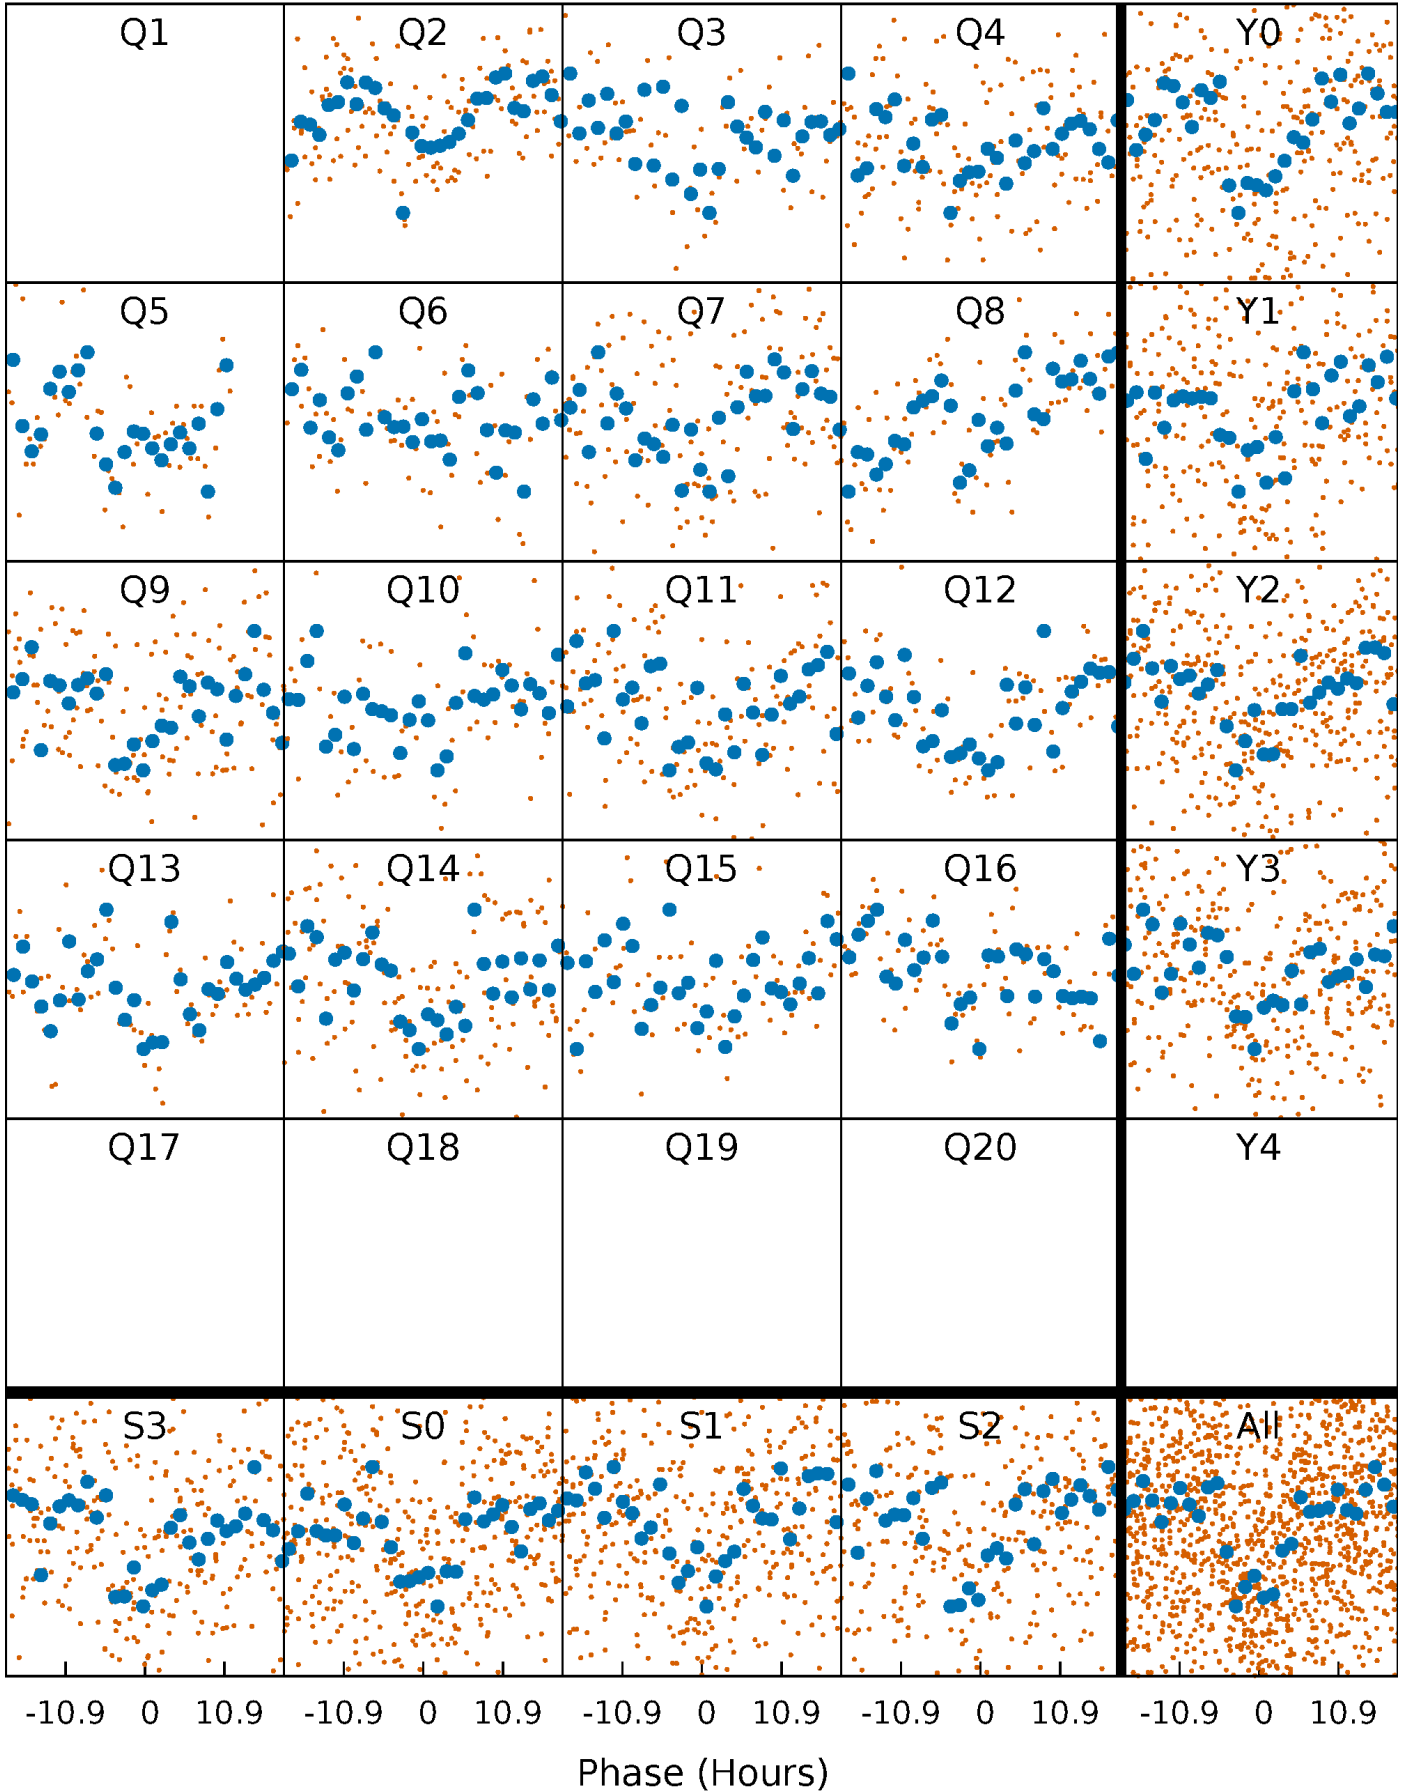 Q1 Q2 Q3 Q4 Y0
Q5 Q6 Q7 Q8 Y1
Q9 Q10 Q11 Q12 Y2
Q13 Q14 Q15 Q16 Y3
Q17 Q18 Q19 Q20 Y4
S3 S0 S1 S2 All
-10.9 0 10.9 -10.9 0 10.9 -10.9 0 10.9 -10.9 0 10.9 -10.9 0 10.9
Phase (Hours)